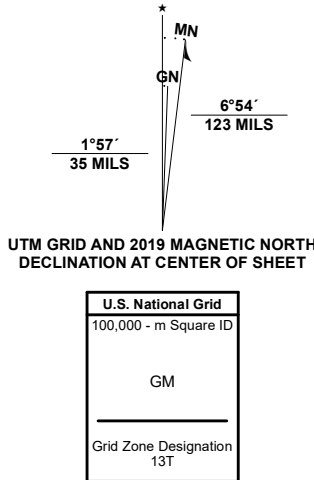 ★
MN
GN
6°54´
123 MILS
1°57´
35 MILS
UTM GRID AND 2019 MAGNETIC NORTH
DECLINATION AT CENTER OF SHEET
U.S. National Grid
100,000 - m Square ID
GM
Grid Zone Designation
13T